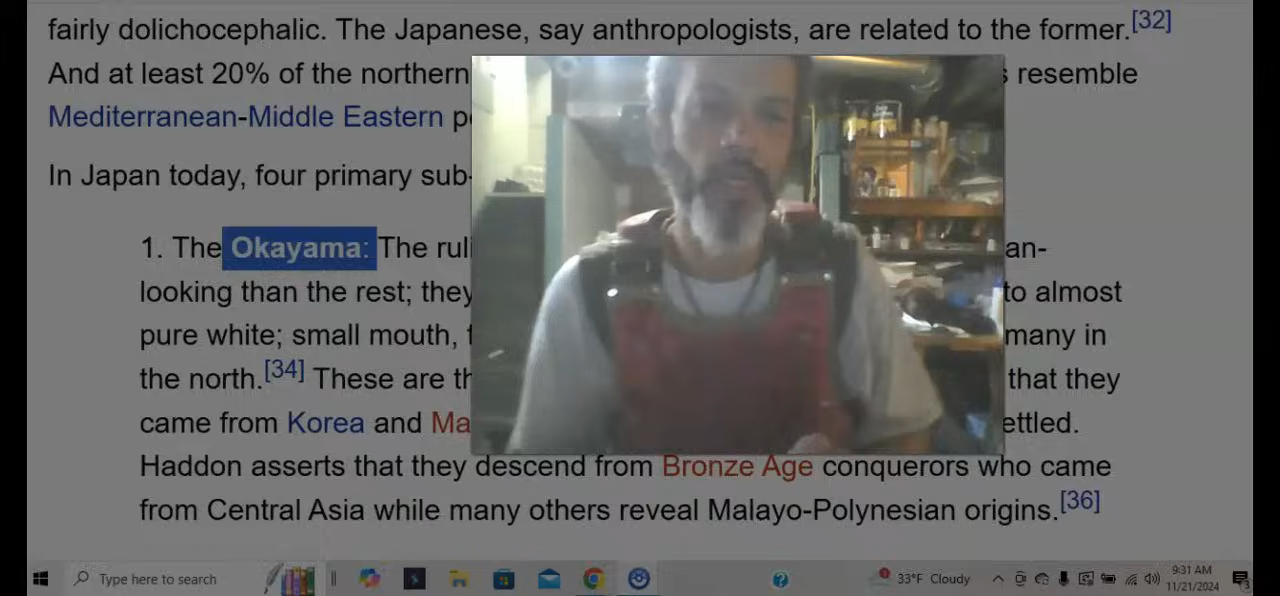 fairly dolichocephalic. The Japanese, say anthropologists, are related to the former.[32]
And at least 20% of the northern resemble
Mediterranean-Middle Eastern
In Japan today, four primary sub-
1. The Okayama: The an-
looking than the rest; they to almost
pure white; small mouth, many in
the north.[34] These are that they
came from Korea and
Haddon asserts that they descend from Bronze Age conquerors who came
from Central Asia while many others reveal Malayo-Polynesian origins.[36]
Type here to search 33°F Cloudy 9:31 AM
11/21/2024